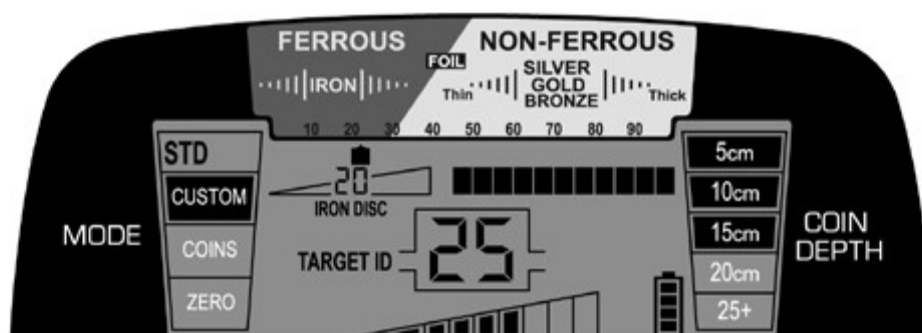 FERROUS
NON-FERROUS
FOIL
IRON
SILVER
GOLD
BRONZE
Thin
Thick
10 20 30 40 50 60 70 80 90
STD
CUSTOM
COINS
ZERO
MODE
20
IRON DISC
TARGET ID
25
5cm
10cm
15cm
20cm
25+
COIN
DEPTH